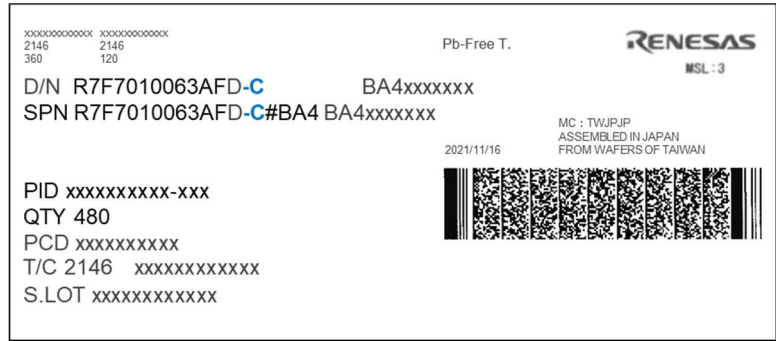 xxxxxxxxxxxx xxxxxxxxxxxx
2146 2146
360 120
Pb-Free T.
RENESAS
MSL : 3
D/N R7F7010063AFD-C BA4xxxxxxx
SPN R7F7010063AFD-C#BA4 BA4xxxxxxx
MC : TWJPJP
ASSEMBLED IN JAPAN
2021/11/16 FROM WAFERS OF TAIWAN
PID xxxxxxxxxx-xxx
QTY 480
PCD xxxxxxxxxx
T/C 2146 xxxxxxxxxxxx
S.LOT xxxxxxxxxxxx